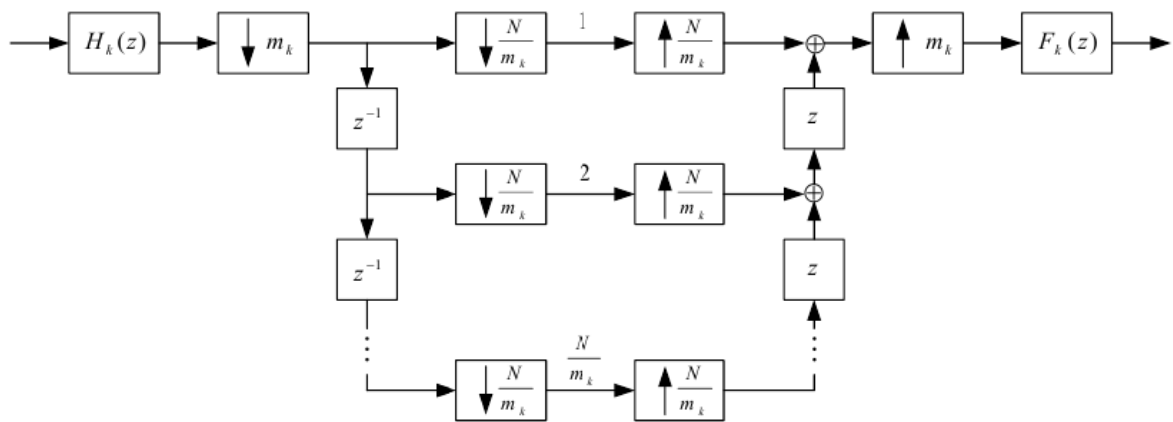 H_k(z) ↓ m_k ↓ N/m_k 1 ↑ N/m_k ⊕ ↑ m_k F_k(z)
z^{-1} z
↓ N/m_k 2 ↑ N/m_k ⊕
z^{-1} z
⋮ ⋮
↓ N/m_k N/m_k ↑ N/m_k